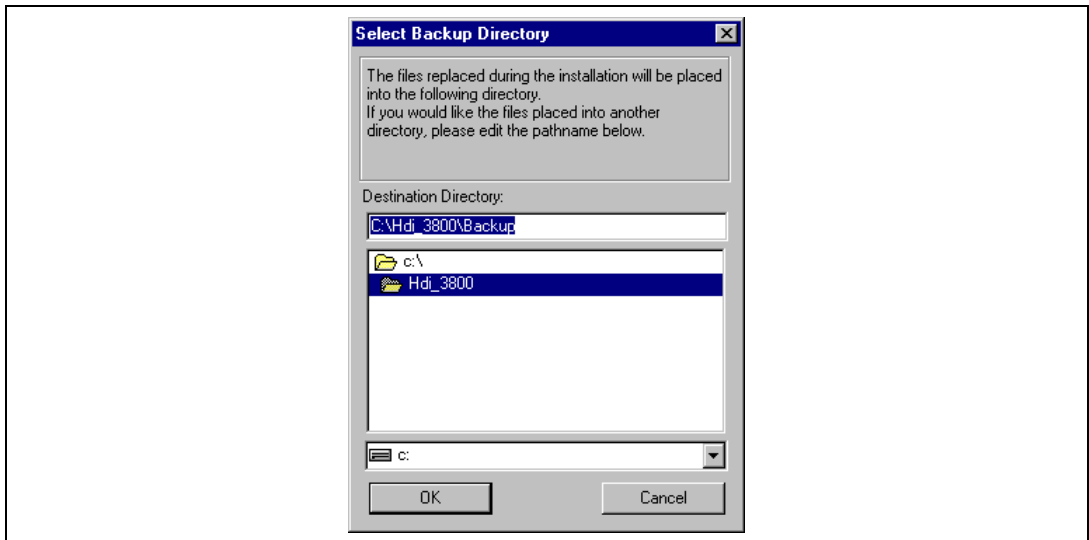 Select Backup Directory
The files replaced during the installation will be placed
into the following directory.
If you would like the files placed into another
directory, please edit the pathname below.
Destination Directory:
C:\Hdi_3800\Backup
c:\
Hdi_3800
c:
OK
Cancel